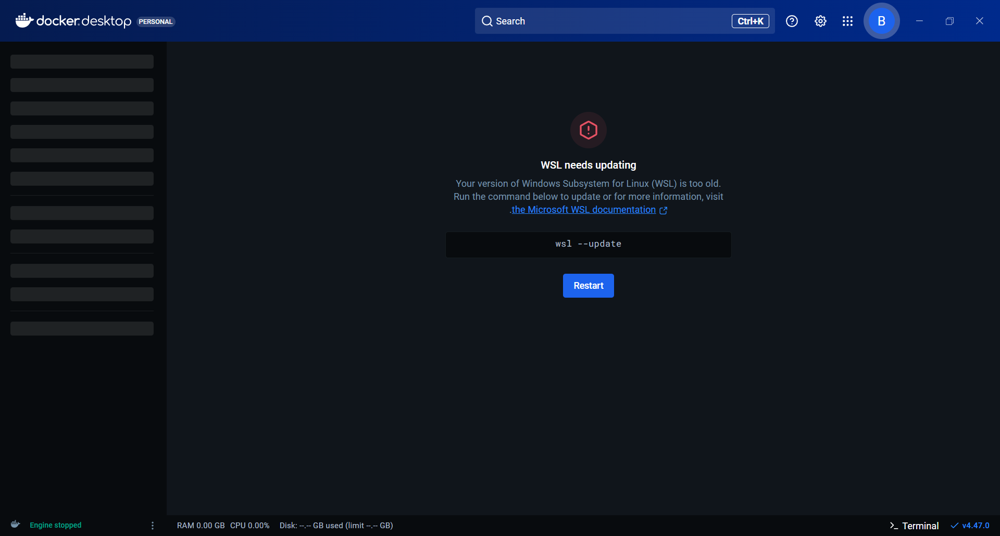 docker.desktop PERSONAL
Search
Ctrl+K
B
WSL needs updating
Your version of Windows Subsystem for Linux (WSL) is too old.
Run the command below to update or for more information, visit
.the Microsoft WSL documentation
wsl --update
Restart
Engine stopped
RAM 0.00 GB CPU 0.00% Disk: --.-- GB used (limit --.-- GB)
Terminal
v4.47.0